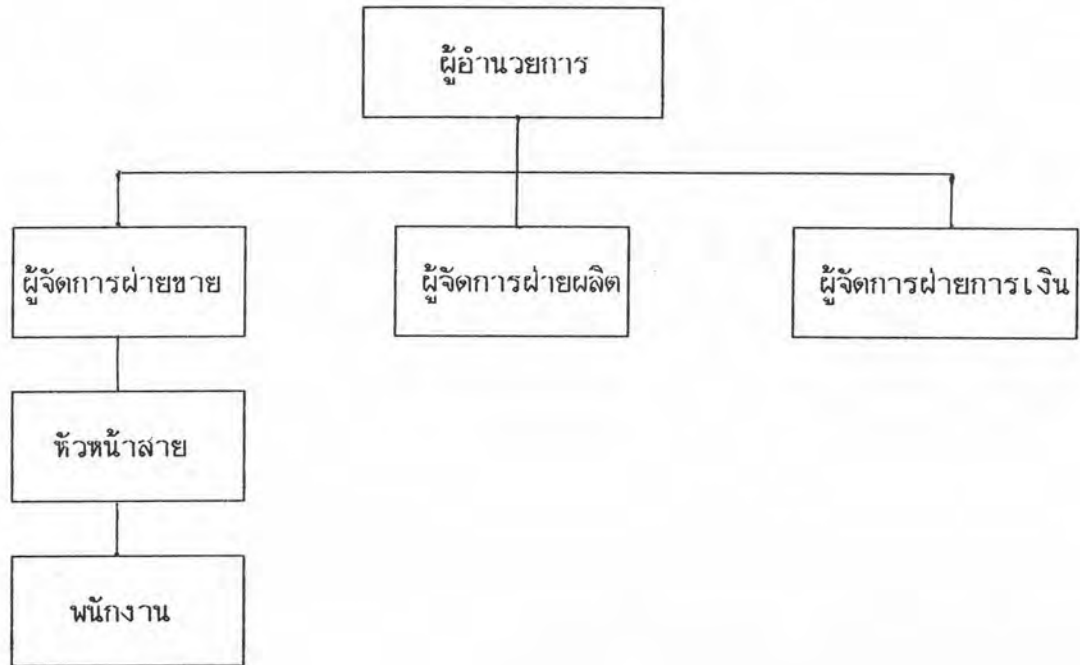 ผู้อำนวยการ
ผู้จัดการฝ่ายขาย
ผู้จัดการฝ่ายผลิต
ผู้จัดการฝ่ายการเงิน
หัวหน้าสาย
พนักงาน